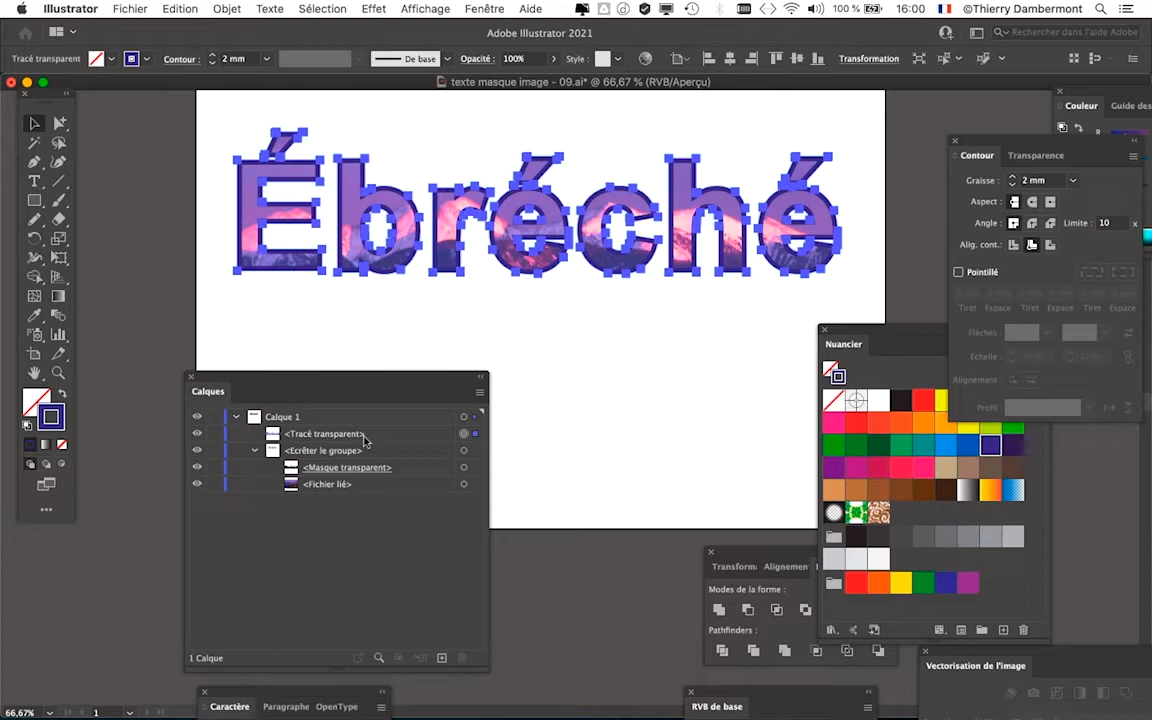 Illustrator Fichier Edition Objet Texte Sélection Effet Affichage Fenêtre Aide 100 % 16:00 @Thierry Dambermont
Adobe Illustrator 2021
Rechercher dans l'aide Adobe
Tracé transparent Contour : 2 mm De base Opacité : 100% Style : Transformation
texte masque image - 09.ai* @ 66,67 % (RVB/Aperçu)
Couleur Guide des
Ébréché
Contour Transparence
Graisse : 2 mm
Aspect :
Angle : Limite : 10 x
Alig. cont. :
Pointillé
Tiret Espace Tiret Espace Tiret Espace
Flèches :
Echelle :
Alignement :
Profil :
Nuancier
Calques
Calque 1
<Tracé transparent>
<Ecrêter le groupe>
<Masque transparent>
<Fichier lié>
1 Calque
Transforma Alignement
Modes de la forme :
Pathfinders :
Vectorisation de l'image
Caractère Paragraphe OpenType
RVB de base
66,67% 1